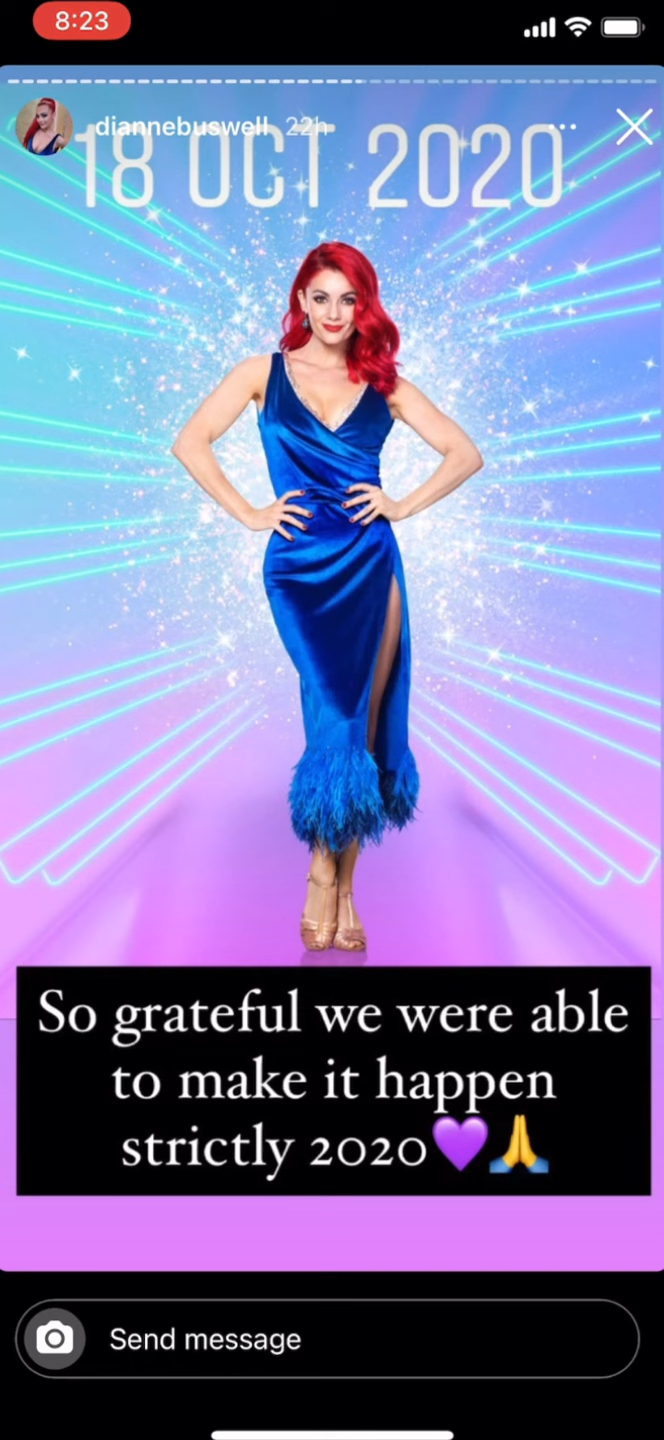 8:23
diannebuswell 22h
18 OCT 2020
So grateful we were able
to make it happen
strictly 2020💜🙏
Send message